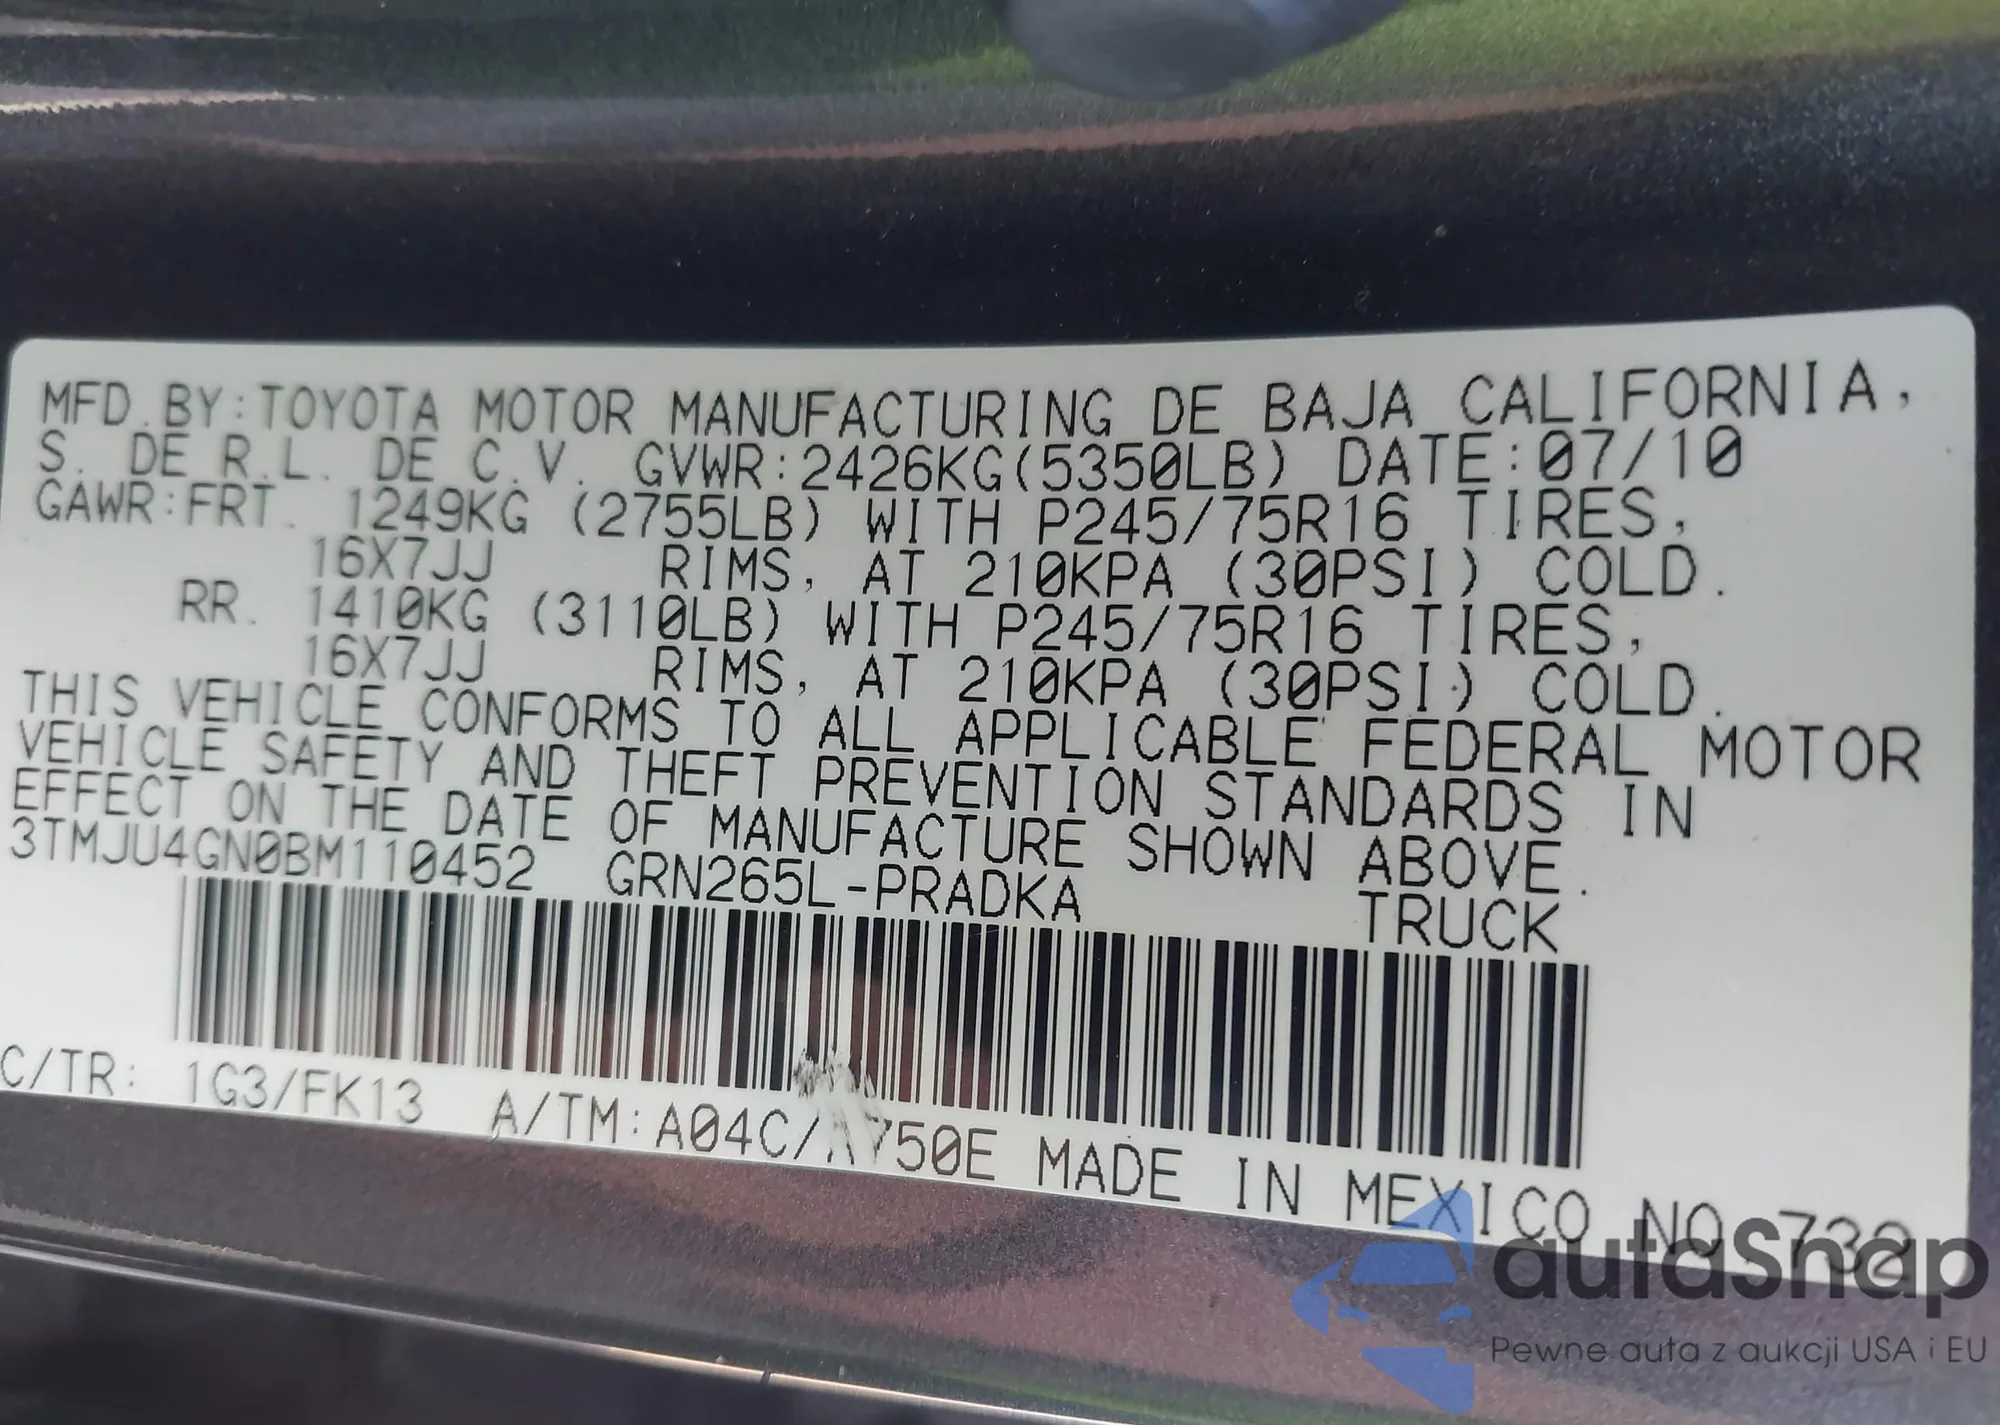 MFD.BY:TOYOTA MOTOR MANUFACTURING DE BAJA CALIFORNIA,
S. DE R.L. DE C.V. GVWR:2426KG(5350LB) DATE:07/10
GAWR:FRT. 1249KG (2755LB) WITH P245/75R16 TIRES,
16X7JJ RIMS, AT 210KPA (30PSI) COLD.
RR. 1410KG (3110LB) WITH P245/75R16 TIRES,
16X7JJ RIMS, AT 210KPA (30PSI) COLD.
THIS VEHICLE CONFORMS TO ALL APPLICABLE FEDERAL MOTOR
VEHICLE SAFETY AND THEFT PREVENTION STANDARDS IN
EFFECT ON THE DATE OF MANUFACTURE SHOWN ABOVE.
3TMJU4GN0BM110452 GRN265L-PRADKA TRUCK
C/TR: 1G3/FK13 A/TM:A04C/ MADE IN MEXICO NO.732
autaSnap
Pewne auta z aukcji USA i EU